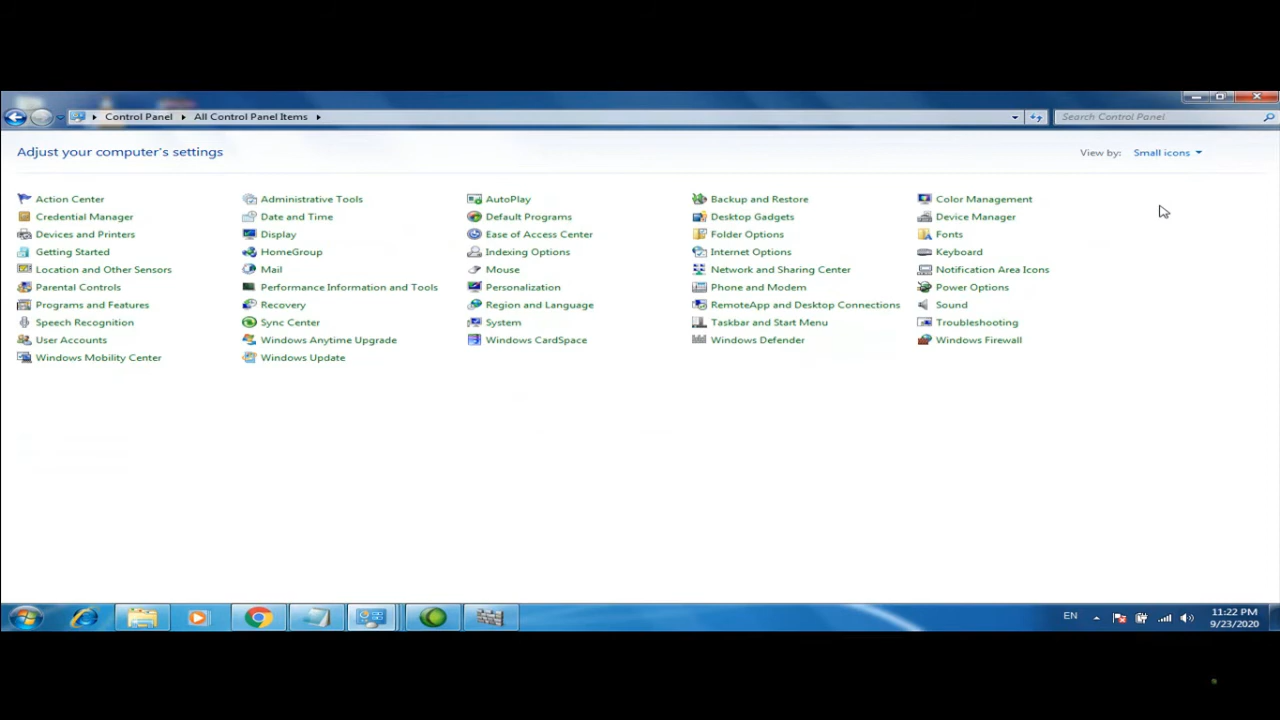 Control Panel All Control Panel Items Search Control Panel
Adjust your computer's settings View by: Small icons
Action Center Administrative Tools AutoPlay Backup and Restore Color Management
Credential Manager Date and Time Default Programs Desktop Gadgets Device Manager
Devices and Printers Display Ease of Access Center Folder Options Fonts
Getting Started HomeGroup Indexing Options Internet Options Keyboard
Location and Other Sensors Mail Mouse Network and Sharing Center Notification Area Icons
Parental Controls Performance Information and Tools Personalization Phone and Modem Power Options
Programs and Features Recovery Region and Language RemoteApp and Desktop Connections Sound
Speech Recognition Sync Center System Taskbar and Start Menu Troubleshooting
User Accounts Windows Anytime Upgrade Windows CardSpace Windows Defender Windows Firewall
Windows Mobility Center Windows Update
EN 11:22 PM
9/23/2020